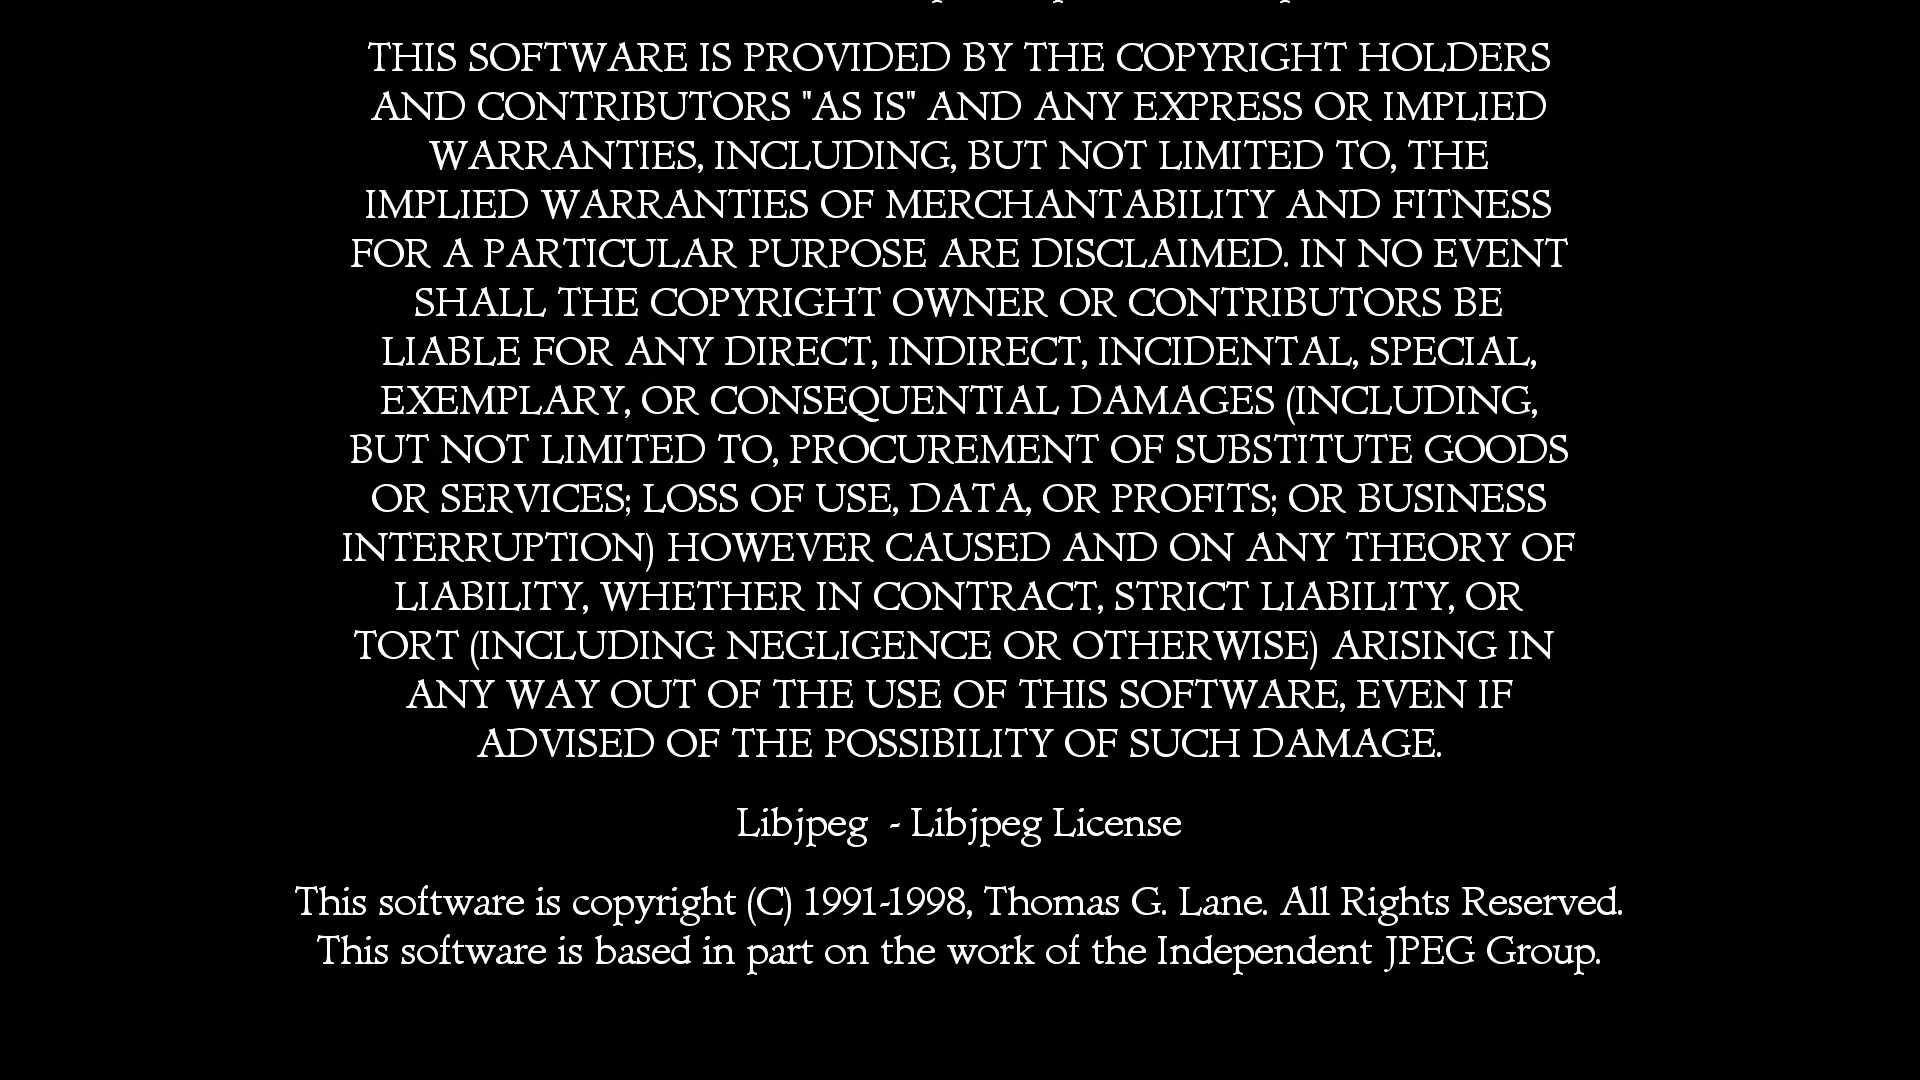 THIS SOFTWARE IS PROVIDED BY THE COPYRIGHT HOLDERS
AND CONTRIBUTORS "AS IS" AND ANY EXPRESS OR IMPLIED
WARRANTIES, INCLUDING, BUT NOT LIMITED TO, THE
IMPLIED WARRANTIES OF MERCHANTABILITY AND FITNESS
FOR A PARTICULAR PURPOSE ARE DISCLAIMED. IN NO EVENT
SHALL THE COPYRIGHT OWNER OR CONTRIBUTORS BE
LIABLE FOR ANY DIRECT, INDIRECT, INCIDENTAL, SPECIAL,
EXEMPLARY, OR CONSEQUENTIAL DAMAGES (INCLUDING,
BUT NOT LIMITED TO, PROCUREMENT OF SUBSTITUTE GOODS
OR SERVICES; LOSS OF USE, DATA, OR PROFITS; OR BUSINESS
INTERRUPTION) HOWEVER CAUSED AND ON ANY THEORY OF
LIABILITY, WHETHER IN CONTRACT, STRICT LIABILITY, OR
TORT (INCLUDING NEGLIGENCE OR OTHERWISE) ARISING IN
ANY WAY OUT OF THE USE OF THIS SOFTWARE, EVEN IF
ADVISED OF THE POSSIBILITY OF SUCH DAMAGE.
Libjpeg  - Libjpeg License
This software is copyright (C) 1991-1998, Thomas G. Lane. All Rights Reserved.
This software is based in part on the work of the Independent JPEG Group.